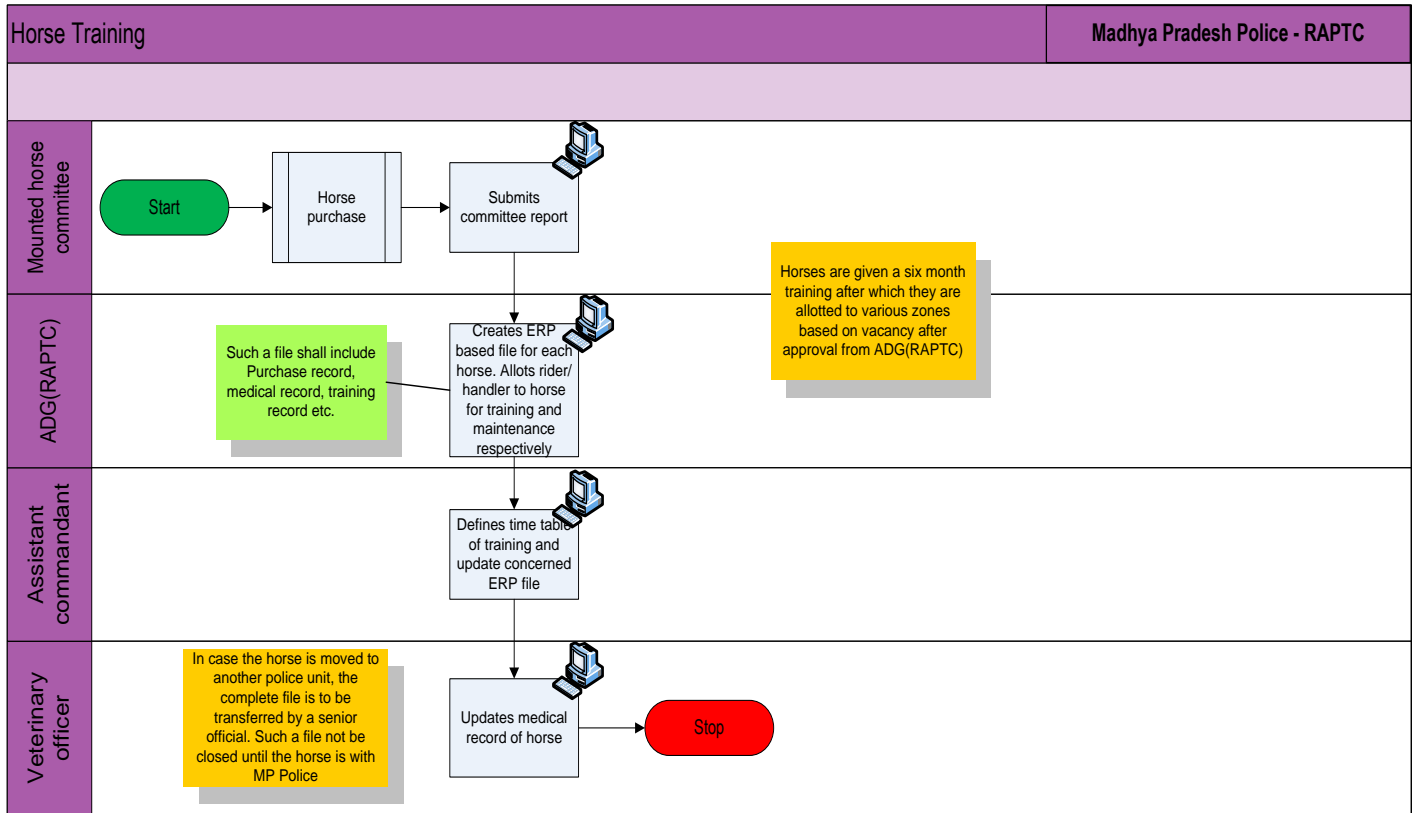 Horse Training
Madhya Pradesh Police - RAPTC
Mounted horse
committee
Start
Horse
purchase
Submits
committee report
Horses are given a six month
training after which they are
allotted to various zones
based on vacancy after
approval from ADG(RAPTC)
ADG(RAPTC)
Such a file shall include
Purchase record,
medical record, training
record etc.
Creates ERP
based file for each
horse. Allots rider/
handler to horse
for training and
maintenance
respectively
Assistant
commandant
Defines time table
of training and
update concerned
ERP file
Veterinary
officer
In case the horse is moved to
another police unit, the
complete file is to be
transferred by a senior
official. Such a file not be
closed until the horse is with
MP Police
Updates medical
record of horse
Stop